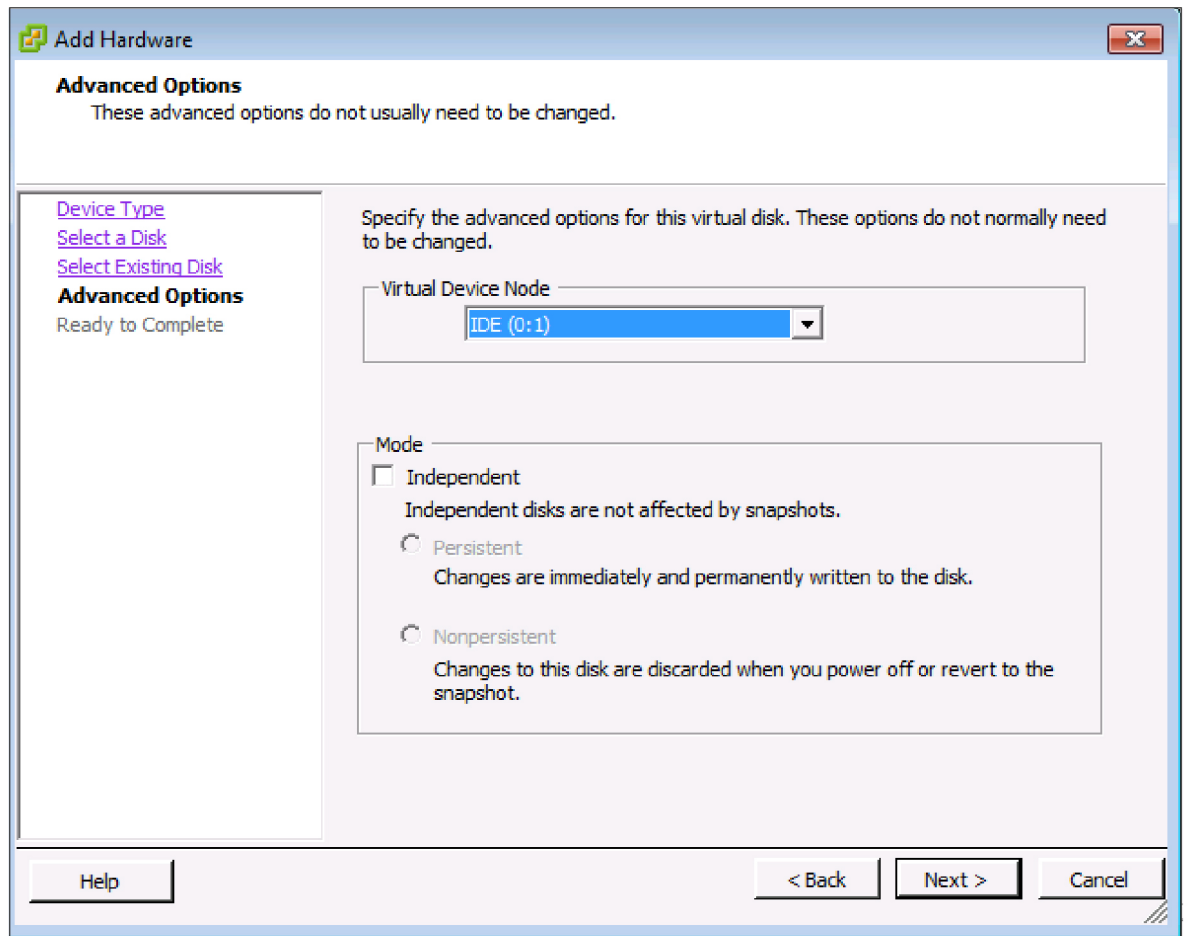 Add Hardware
Advanced Options
These advanced options do not usually need to be changed.
Device Type
Select a Disk
Select Existing Disk
Advanced Options
Ready to Complete
Specify the advanced options for this virtual disk. These options do not normally need
to be changed.
Virtual Device Node
IDE (0:1)
Mode
Independent
Independent disks are not affected by snapshots.
Persistent
Changes are immediately and permanently written to the disk.
Nonpersistent
Changes to this disk are discarded when you power off or revert to the
snapshot.
Help
< Back
Next >
Cancel